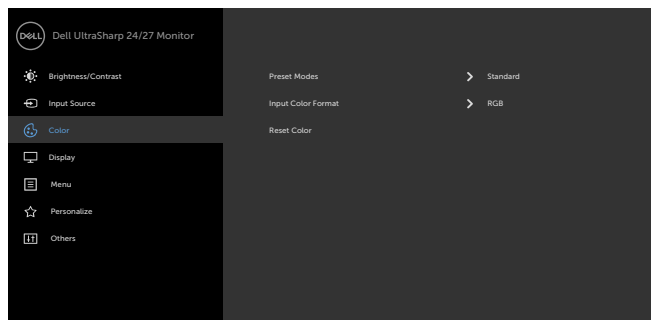 DELL Dell UltraSharp 24/27 Monitor
Brightness/Contrast
Input Source
Color
Display
Menu
Personalize
Others
Preset Modes Standard
Input Color Format RGB
Reset Color